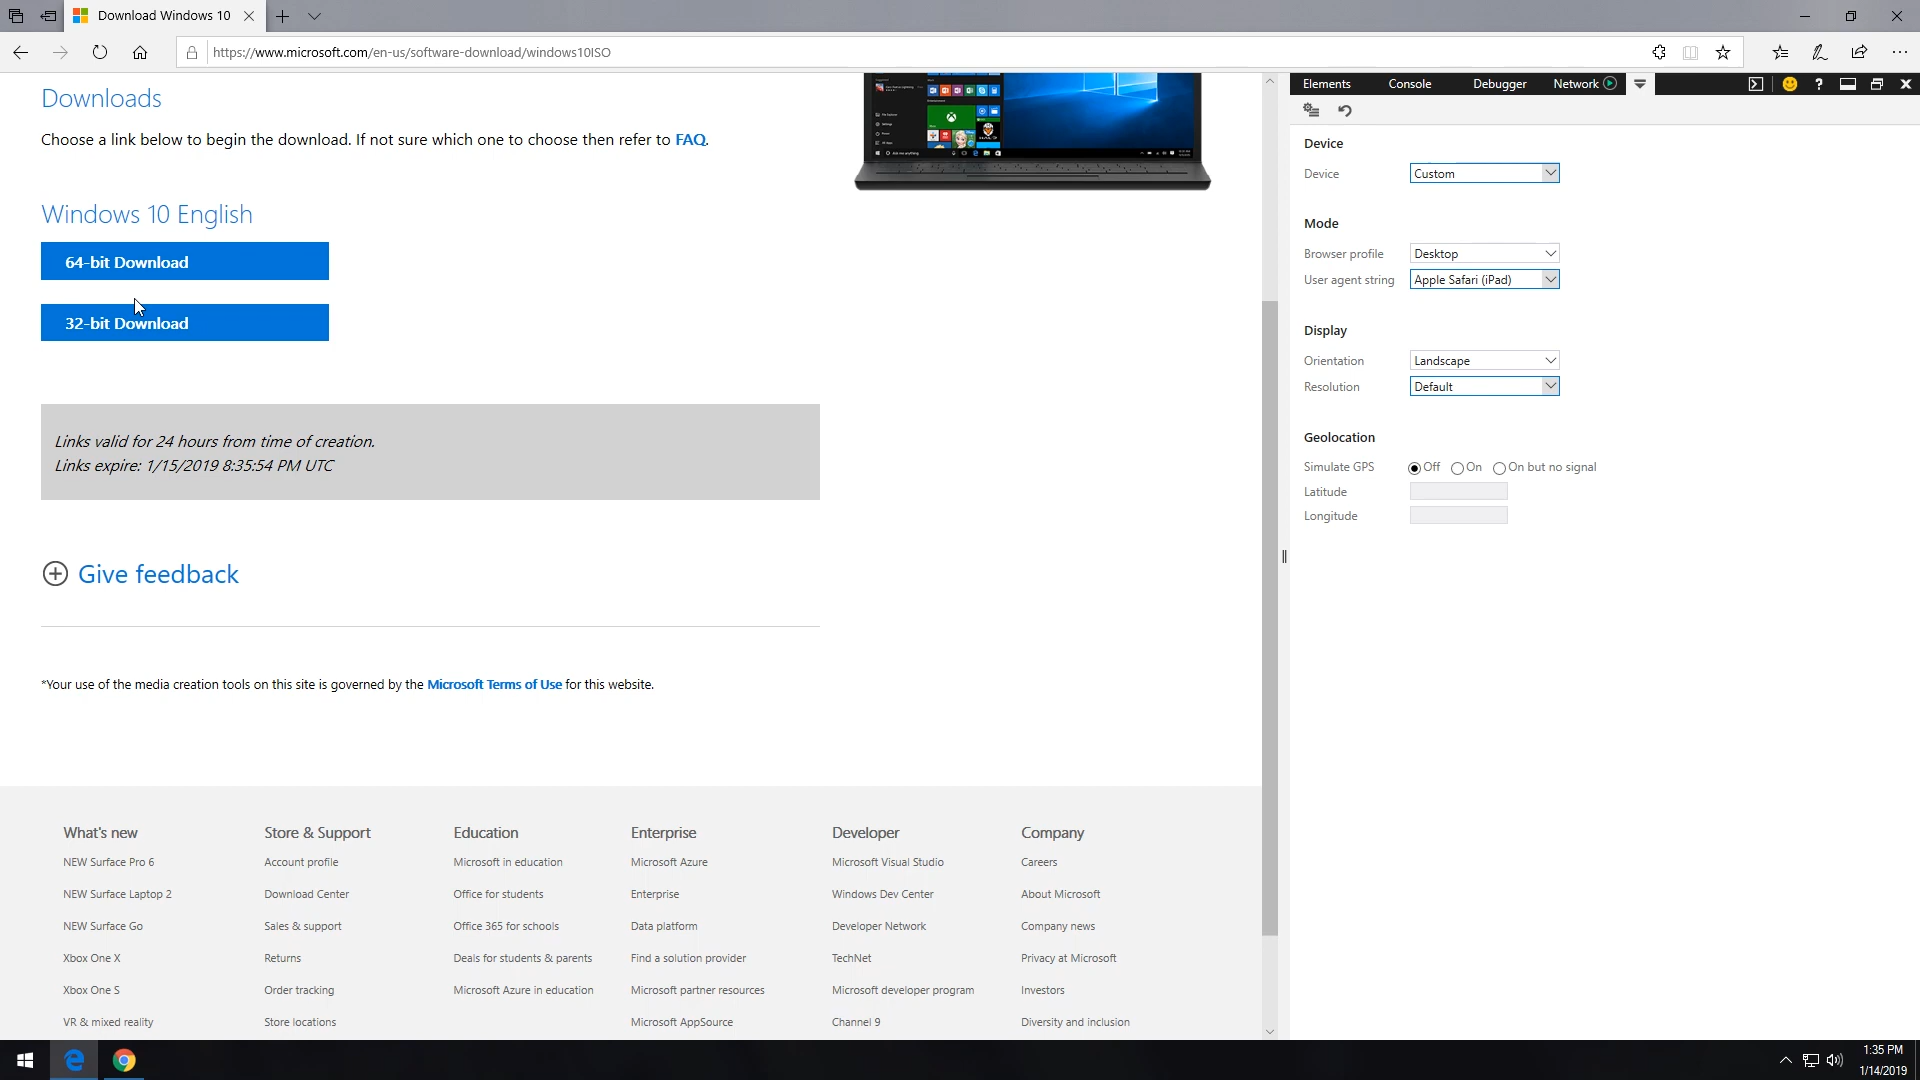 Download Windows 10
https://www.microsoft.com/en-us/software-download/windows10ISO
Elements Console Debugger Network
Downloads
Choose a link below to begin the download. If not sure which one to choose then refer to FAQ.
Windows 10 English
64-bit Download
32-bit Download
Links valid for 24 hours from time of creation.
Links expire: 1/15/2019 8:35:54 PM UTC
Give feedback
*Your use of the media creation tools on this site is governed by the Microsoft Terms of Use for this website.
Device
Device Custom
Mode
Browser profile Desktop
User agent string Apple Safari (iPad)
Display
Orientation Landscape
Resolution Default
Geolocation
Simulate GPS Off On On but no signal
Latitude
Longitude
What's new Store & Support Education Enterprise Developer Company
NEW Surface Pro 6 Account profile Microsoft in education Microsoft Azure Microsoft Visual Studio Careers
NEW Surface Laptop 2 Download Center Office for students Enterprise Windows Dev Center About Microsoft
NEW Surface Go Sales & support Office 365 for schools Data platform Developer Network Company news
Xbox One X Returns Deals for students & parents Find a solution provider TechNet Privacy at Microsoft
Xbox One S Order tracking Microsoft Azure in education Microsoft partner resources Microsoft developer program Investors
VR & mixed reality Store locations Microsoft AppSource Channel 9 Diversity and inclusion
1:35 PM
1/14/2019